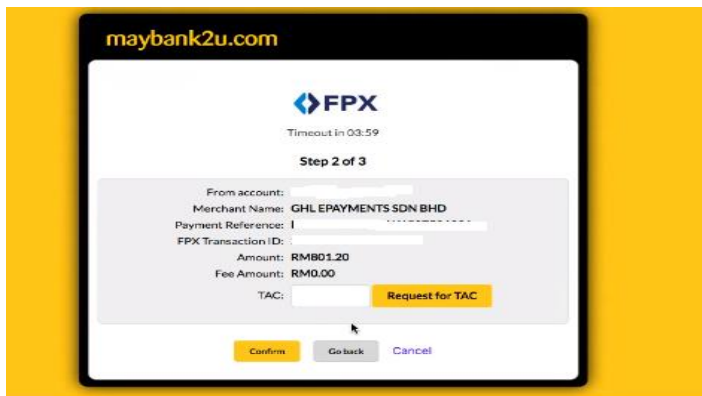 maybank2u.com
FPX
Timeout in 03:59
Step 2 of 3
From account:
Merchant Name: GHL EPAYMENTS SDN BHD
Payment Reference:
FPX Transaction ID:
Amount: RM801.20
Fee Amount: RM0.00
TAC: Request for TAC
Confirm Go back Cancel